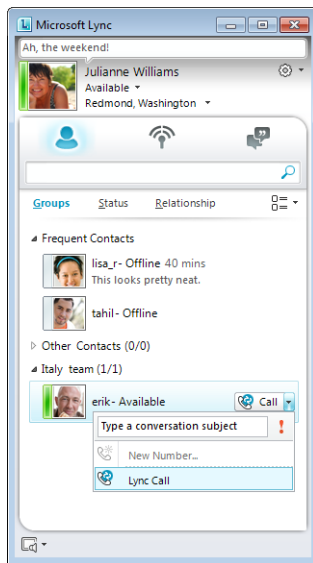 Microsoft Lync
Ah, the weekend!
Julianne Williams
Available
Redmond, Washington
Groups Status Relationship
Frequent Contacts
lisa_r - Offline 40 mins
This looks pretty neat.
tahil - Offline
Other Contacts (0/0)
Italy team (1/1)
erik - Available Call
Type a conversation subject
New Number...
Lync Call